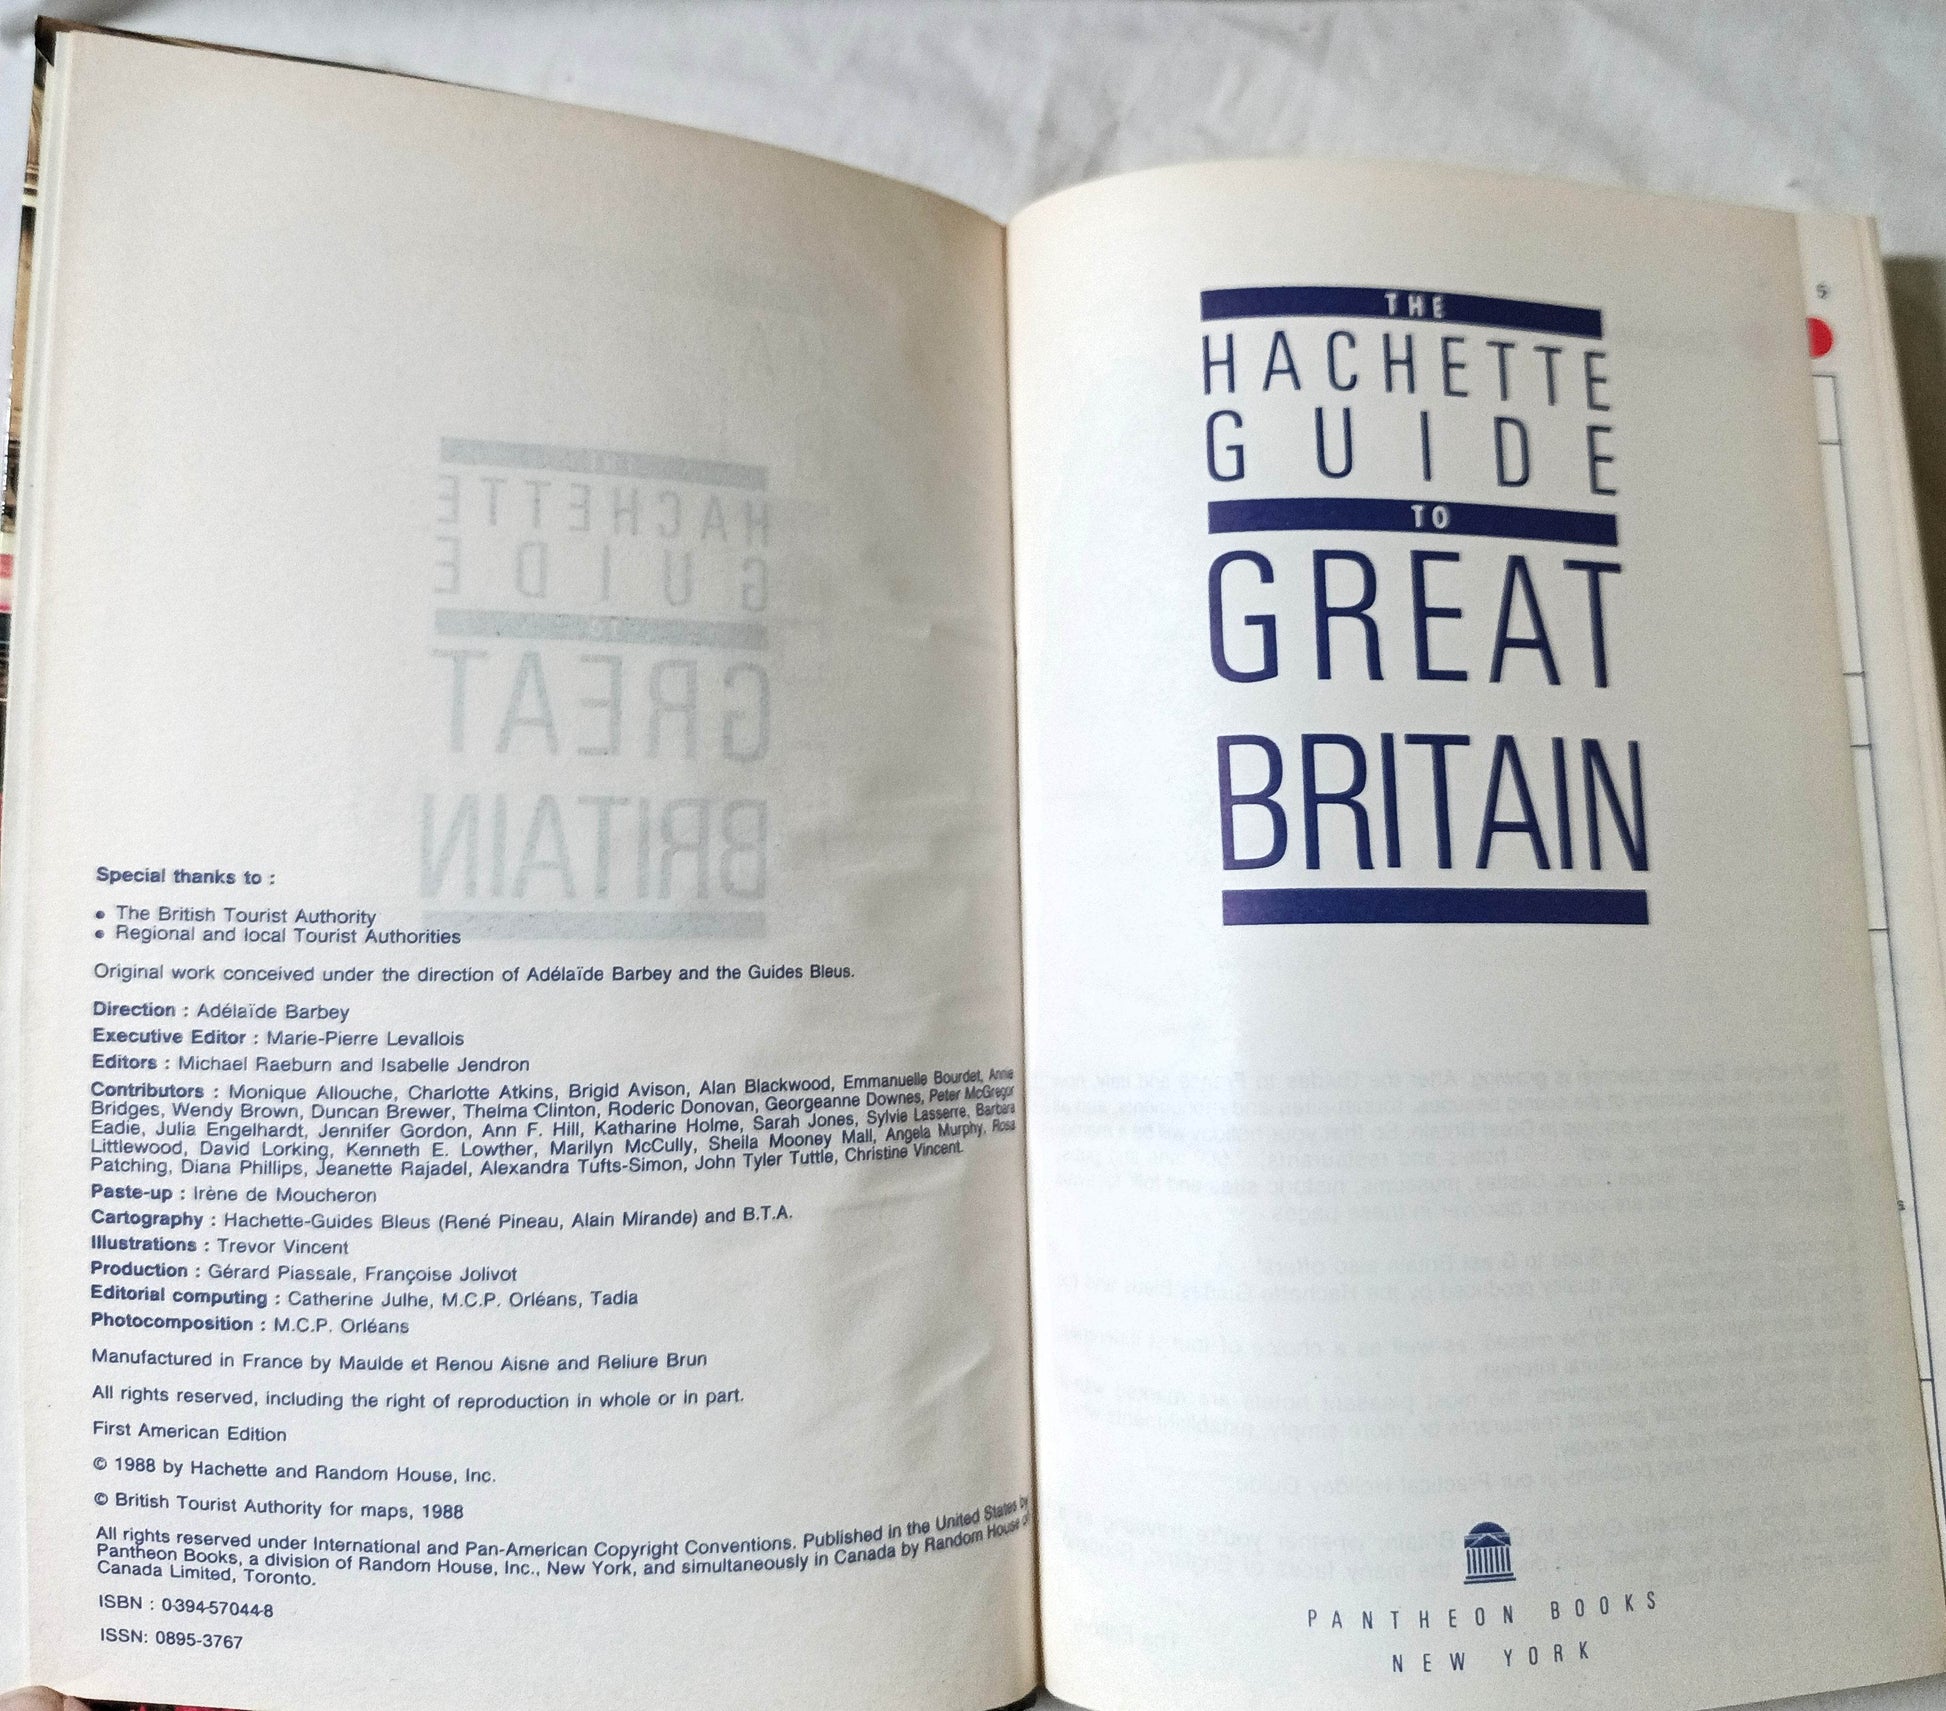 Special thanks to :
• The British Tourist Authority
• Regional and local Tourist Authorities
Original work conceived under the direction of Adélaïde Barbey and the Guides Bleus.
Direction : Adélaïde Barbey
Executive Editor : Marie-Pierre Levallois
Editors : Michael Raeburn and Isabelle Jendron
Contributors : Monique Allouche, Charlotte Atkins, Brigid Avison, Alan Blackwood, Emmanuelle Bourdet, Annie
Bridges, Wendy Brown, Duncan Brewer, Thelma Clinton, Roderic Donovan, Georgeanne Downes, Peter McGregor
Eadie, Julia Engelhardt, Jennifer Gordon, Ann F. Hill, Katharine Holme, Sarah Jones, Sylvie Lasserre, Barbara
Littlewood, David Lorking, Kenneth E. Lowther, Marilyn McCully, Sheila Mooney Mall, Angela Murphy, Rosa
Patching, Diana Phillips, Jeanette Rajadel, Alexandra Tufts-Simon, John Tyler Tuttle, Christine Vincent.
Paste-up : Irène de Moucheron
Cartography : Hachette-Guides Bleus (René Pineau, Alain Mirande) and B.T.A.
Illustrations : Trevor Vincent
Production : Gérard Piassale, Françoise Jolivot
Editorial computing : Catherine Julhe, M.C.P. Orléans, Tadia
Photocomposition : M.C.P. Orléans
Manufactured in France by Maulde et Renou Aisne and Reliure Brun
All rights reserved, including the right of reproduction in whole or in part.
First American Edition
© 1988 by Hachette and Random House, Inc.
© British Tourist Authority for maps, 1988
All rights reserved under International and Pan-American Copyright Conventions. Published in the United States by
Pantheon Books, a division of Random House, Inc., New York, and simultaneously in Canada by Random House of
Canada Limited, Toronto.
ISBN : 0-394-57044-8
ISSN: 0895-3767
THE
HACHETTE
GUIDE
TO
GREAT
BRITAIN
PANTHEON BOOKS
NEW YORK
5